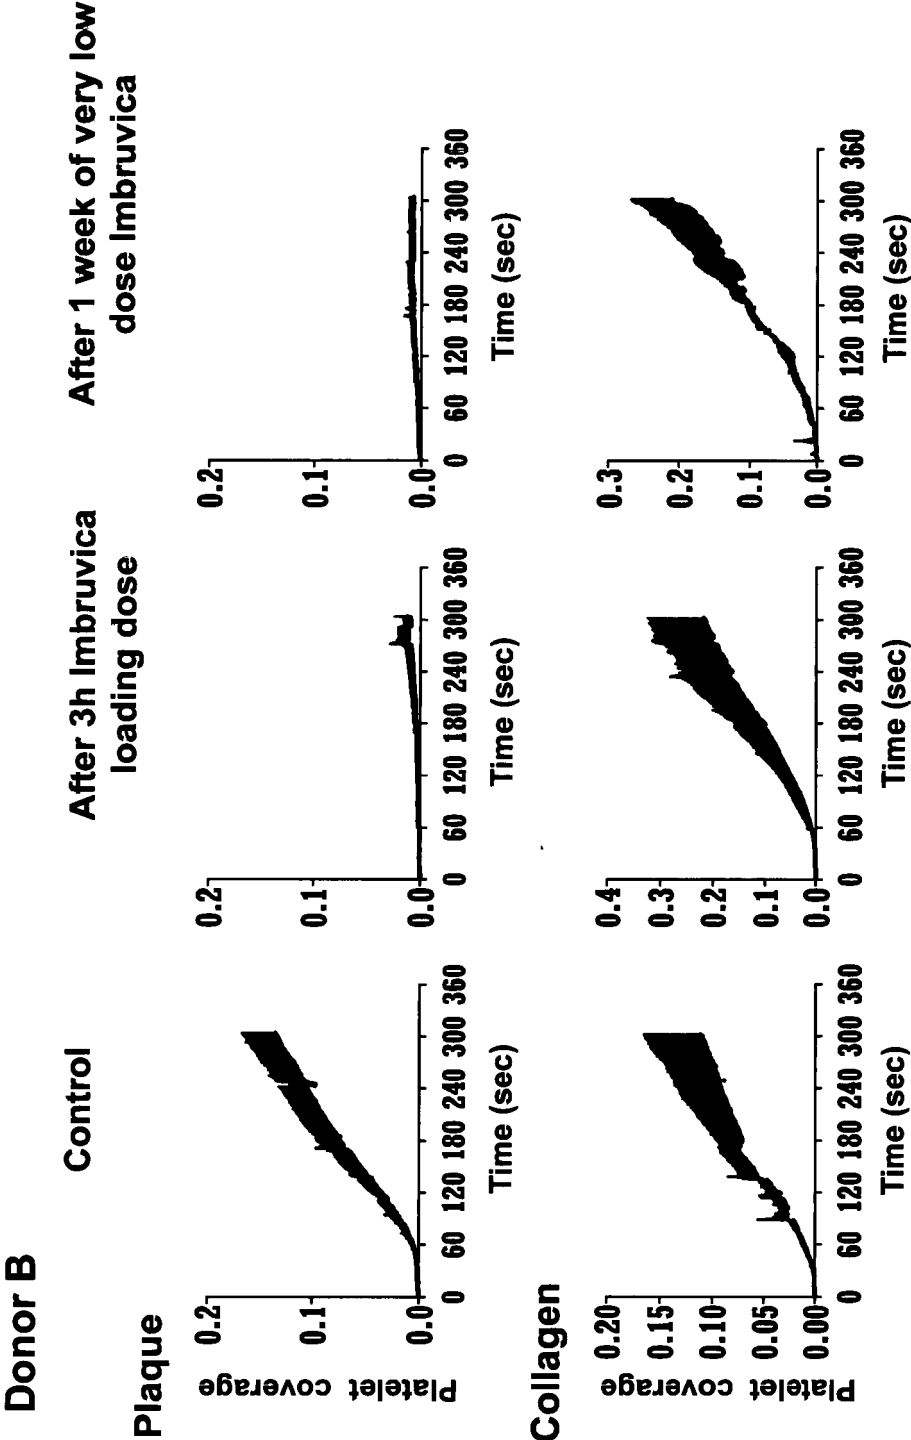 Donor B
Control
After 3h Imbruvica
loading dose
After 1 week of very low
dose Imbruvica
Plaque
Platelet coverage
0.2
0.1
0.0
0 60 120 180 240 300 360
Time (sec)
0.2
0.1
0.0
0 60 120 180 240 300 360
Time (sec)
0.2
0.1
0.0
0 60 120 180 240 300 360
Time (sec)
Collagen
Platelet coverage
0.20
0.15
0.10
0.05
0.00
0 60 120 180 240 300 360
Time (sec)
0.4
0.3
0.2
0.1
0.0
0 60 120 180 240 300 360
Time (sec)
0.3
0.2
0.1
0.0
0 60 120 180 240 300 360
Time (sec)